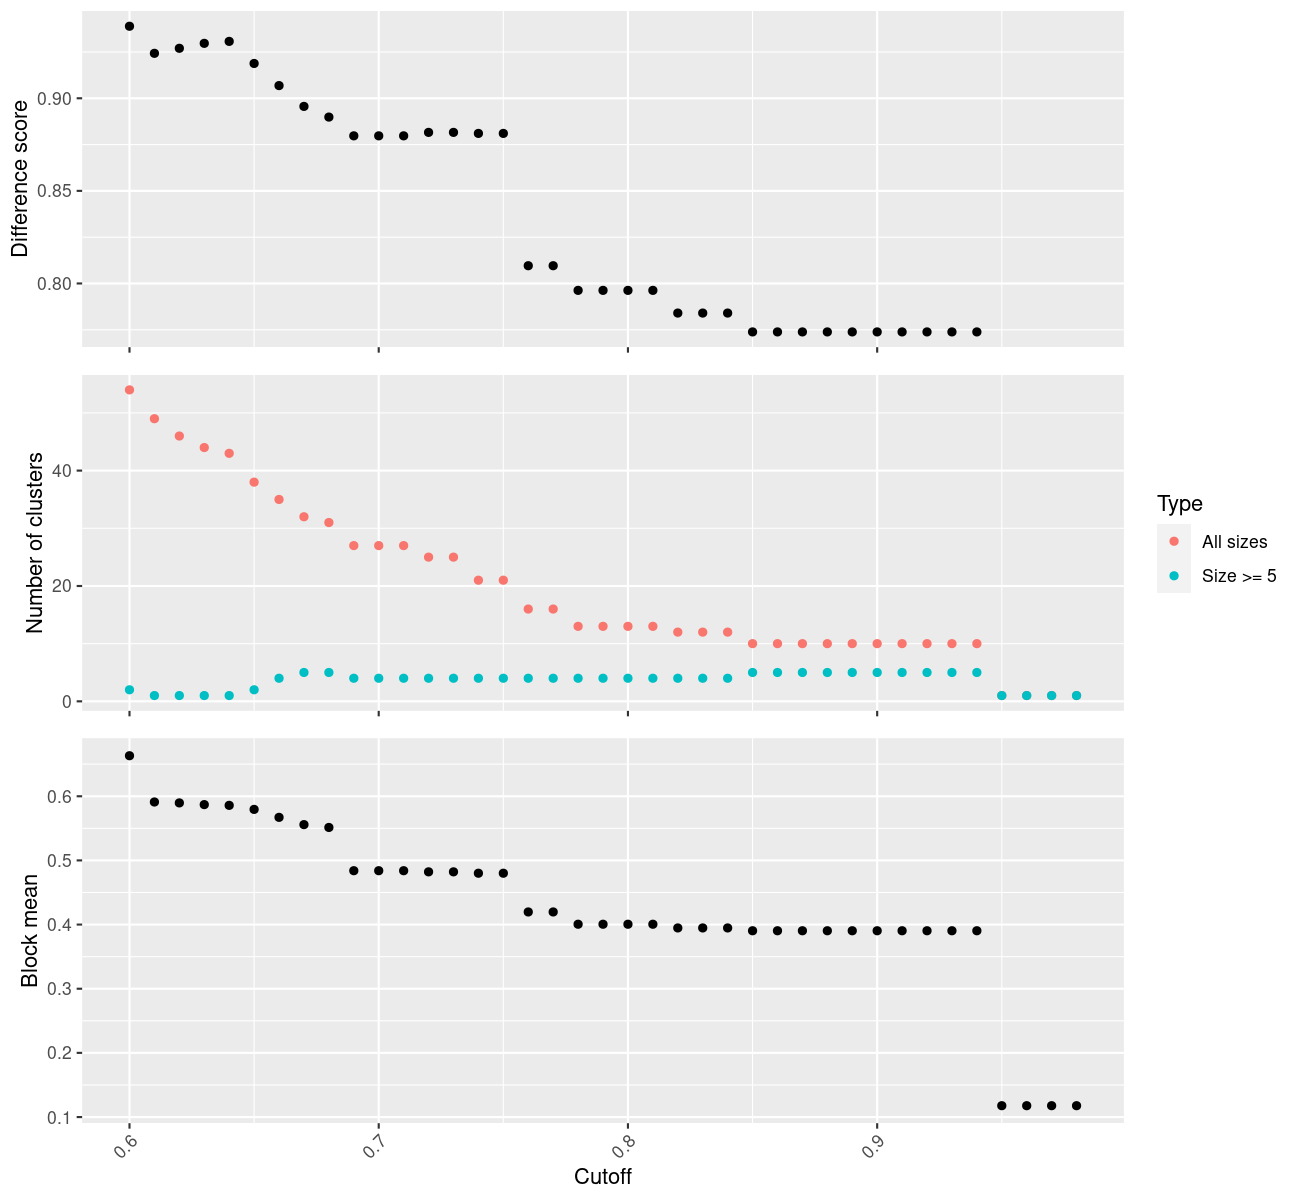 Difference score
0.90
0.85
0.80
Number of clusters
40
20
0
Type
All sizes
Size >= 5
Block mean
0.6
0.5
0.4
0.3
0.2
0.1
0.6 0.7 0.8 0.9
Cutoff